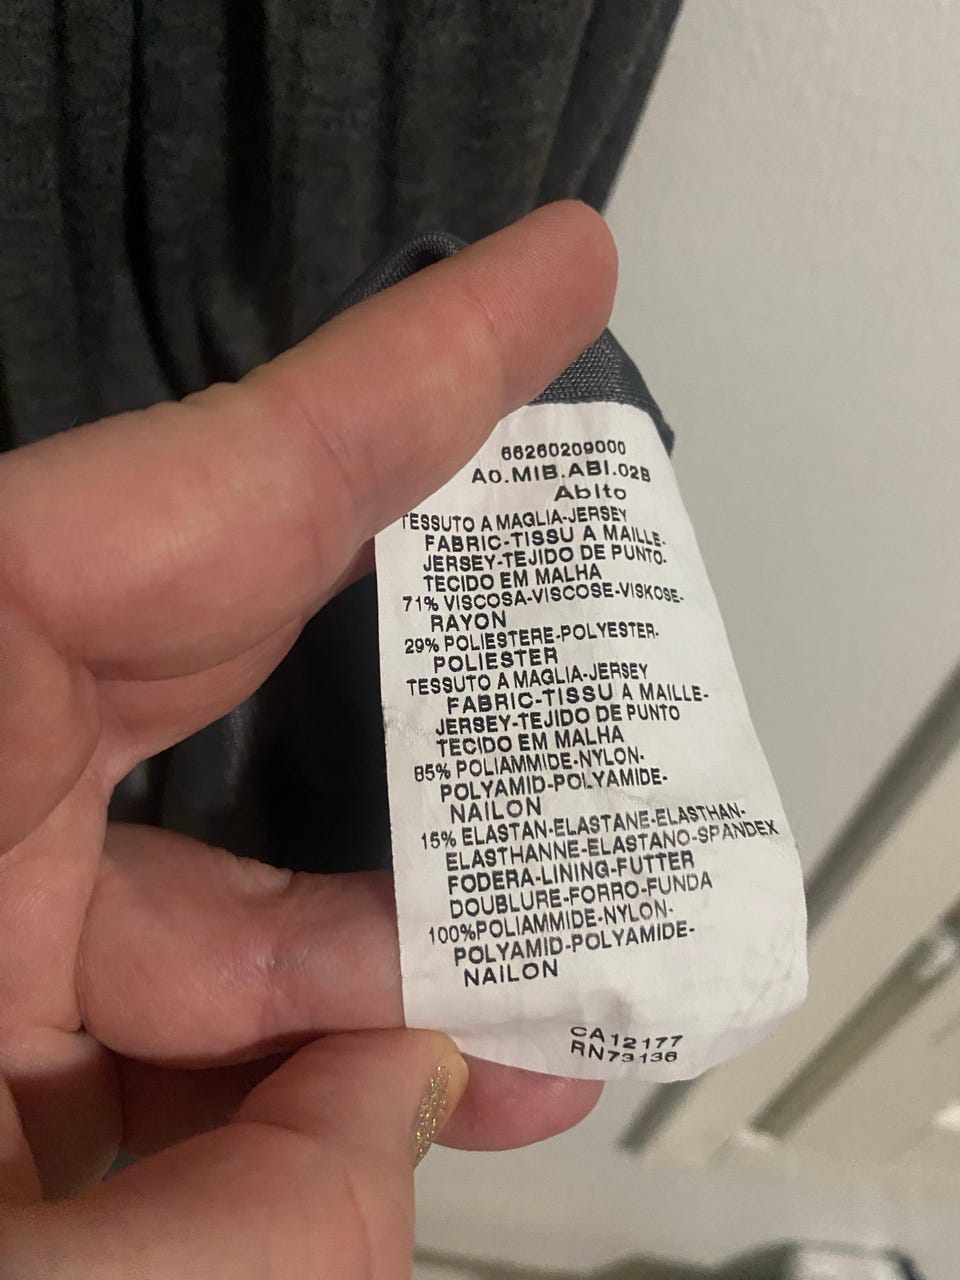 66260209000
Ao.MIB.ABI.02B
Abito
TESSUTO A MAGLIA-JERSEY
FABRIC-TISSU A MAILLE-
JERSEY-TEJIDO DE PUNTO-
TECIDO EM MALHA
71% VISCOSA-VISCOSE-VISKOSE-
RAYON
29% POLIESTERE-POLYESTER-
POLIESTER
TESSUTO A MAGLIA-JERSEY
FABRIC-TISSU A MAILLE-
JERSEY-TEJIDO DE PUNTO
TECIDO EM MALHA
85% POLIAMMIDE-NYLON-
POLYAMID-POLYAMIDE-
NAILON
15% ELASTAN-ELASTANE-ELASTHAN-
ELASTHANNE-ELASTANO-SPANDEX
FODERA-LINING-FUTTER
DOUBLURE-FORRO-FUNDA
100%POLIAMMIDE-NYLON-
POLYAMID-POLYAMIDE-
NAILON
CA12177
RN73136